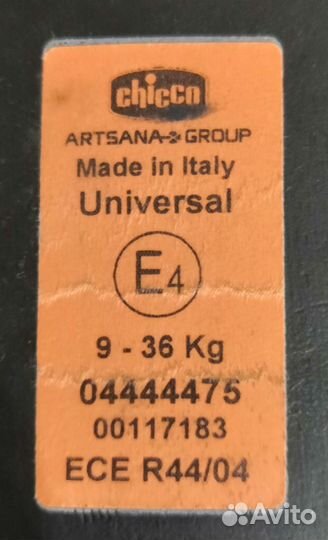 chicco
ARTSANA GROUP
Made in Italy
Universal
E4
9 - 36 Kg
04444475
00117183
ECE R44/04
Avito